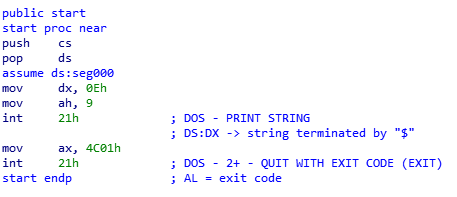 public start
start proc near
push    cs
pop     ds
assume ds:seg000
mov     dx, 0Eh
mov     ah, 9
int     21h             ; DOS - PRINT STRING
                        ; DS:DX -> string terminated by "$"
mov     ax, 4C01h
int     21h             ; DOS - 2+ - QUIT WITH EXIT CODE (EXIT)
start endp              ; AL = exit code